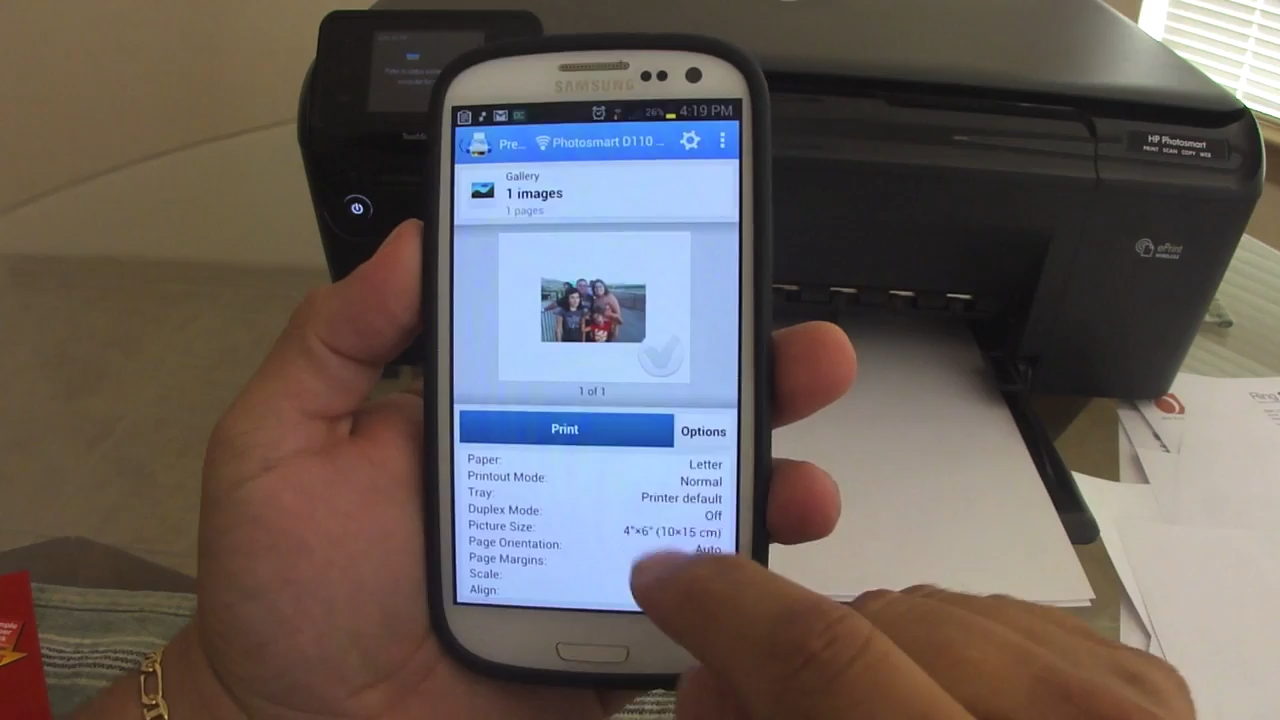 SAMSUNG
26% 4:19 PM
Pre... Photosmart D110 ...
Gallery
1 images
1 pages
1 of 1
Print Options
Paper: Letter
Printout Mode: Normal
Tray: Printer default
Duplex Mode: Off
Picture Size: 4"×6" (10×15 cm)
Page Orientation: Auto
Page Margins:
Scale:
Align:
HP Photosmart
PRINT SCAN COPY WEB
ePrint
WIRELESS